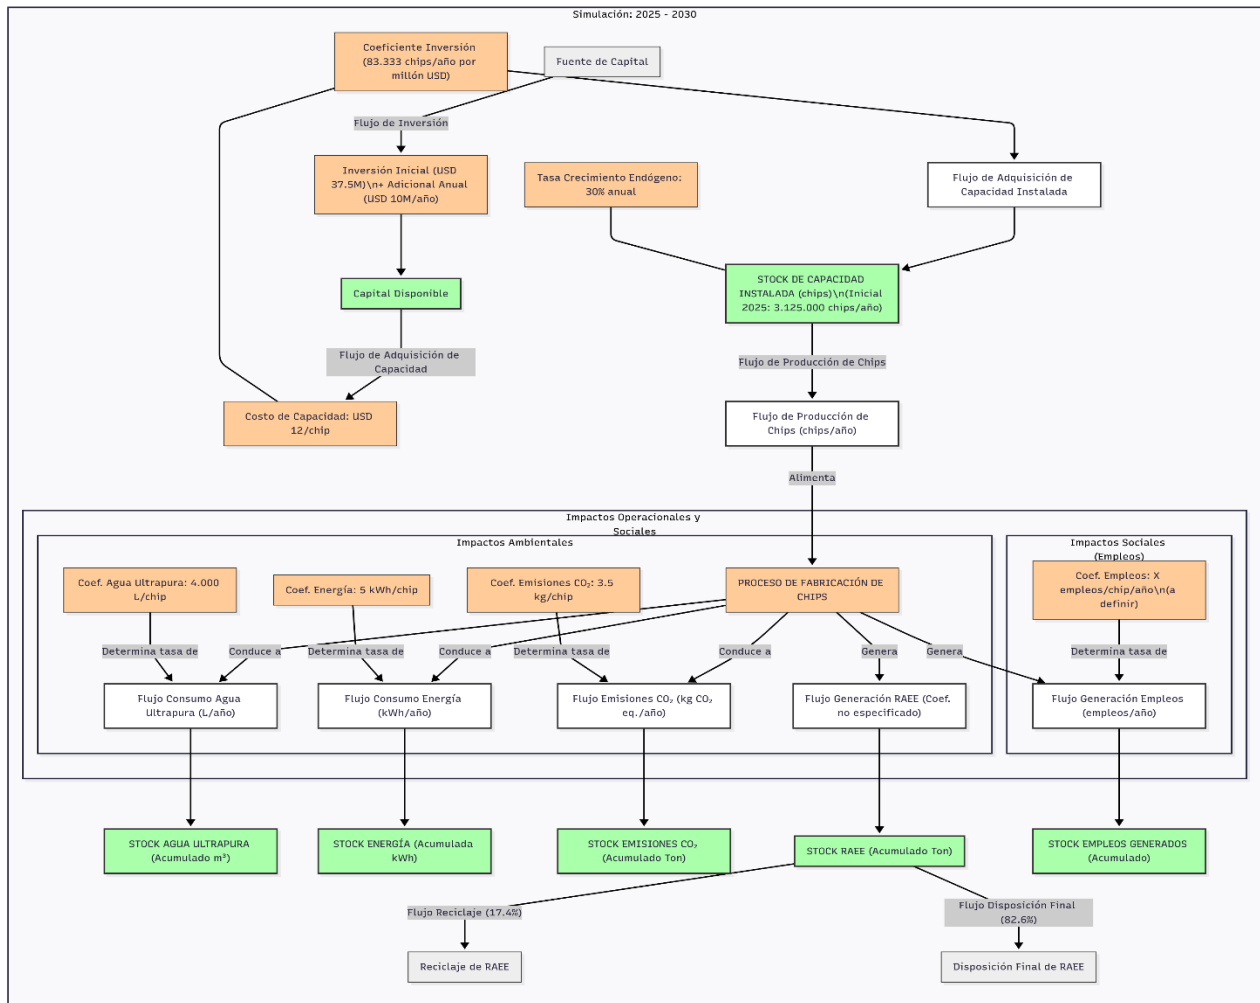 Simulación: 2025 - 2030
Coeficiente Inversión
(83.333 chips/año por
millón USD)
Fuente de Capital
Flujo de Inversión
Inversión Inicial (USD
37.5M)\n+ Adicional Anual
(USD 10M/año)
Tasa Crecimiento Endógeno:
30% anual
Flujo de Adquisición de
Capacidad Instalada
Capital Disponible
STOCK DE CAPACIDAD
INSTALADA (chips)\n(Inicial
2025: 3.125.000 chips/año)
Flujo de Adquisición de
Capacidad
Flujo de Producción de Chips
Costo de Capacidad: USD
12/chip
Flujo de Producción de
Chips (chips/año)
Alimenta
Impactos Operacionales y
Sociales
Impactos Ambientales
Impactos Sociales
(Empleos)
Coef. Agua Ultrapura: 4.000
L/chip
Coef. Energía: 5 kWh/chip
Coef. Emisiones CO₂: 3.5
kg/chip
PROCESO DE FABRICACIÓN DE
CHIPS
Coef. Empleos: X
empleos/chip/año\n(a
definir)
Determina tasa de
Conduce a
Determina tasa de
Conduce a
Determina tasa de
Conduce a
Genera
Genera
Determina tasa de
Flujo Consumo Agua
Ultrapura (L/año)
Flujo Consumo Energía
(kWh/año)
Flujo Emisiones CO₂ (kg CO₂
eq./año)
Flujo Generación RAEE (Coef.
no especificado)
Flujo Generación Empleos
(empleos/año)
STOCK AGUA ULTRAPURA
(Acumulado m³)
STOCK ENERGÍA (Acumulada
kWh)
STOCK EMISIONES CO₂
(Acumulado Ton)
STOCK RAEE (Acumulado Ton)
STOCK EMPLEOS GENERADOS
(Acumulado)
Flujo Reciclaje (17.4%)
Flujo Disposición Final
(82.6%)
Reciclaje de RAEE
Disposición Final de RAEE